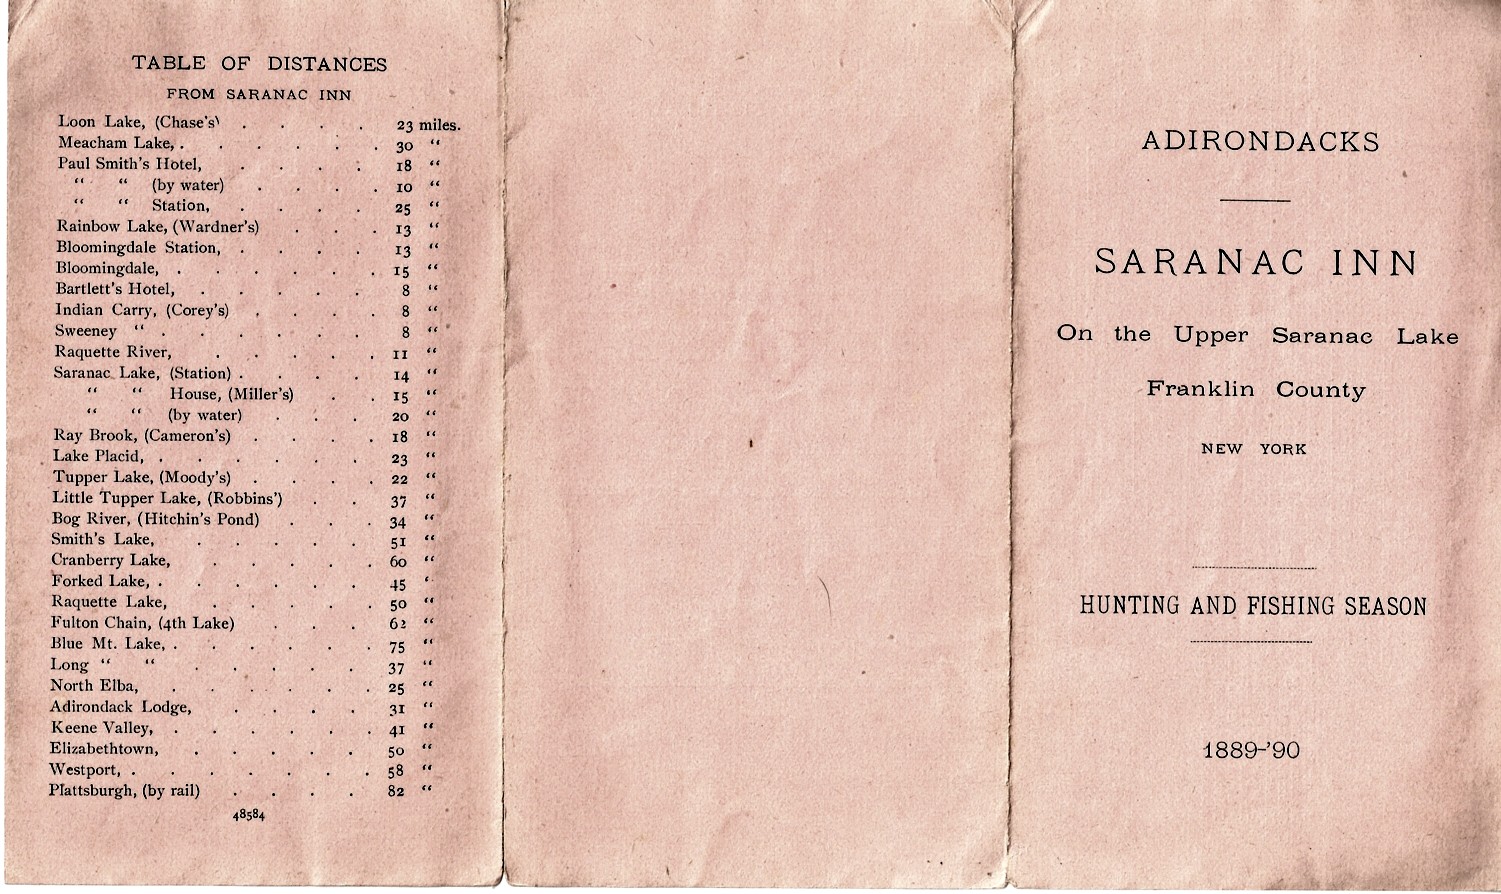 TABLE OF DISTANCES
FROM SARANAC INN
Loon Lake, (Chase's) . . . . 23 miles.
Meacham Lake, . . . . . . 30 "
Paul Smith's Hotel, . . . . 18 "
" " (by water) . . . . 10 "
" " Station, . . . . 25 "
Rainbow Lake, (Wardner's) . . . 13 "
Bloomingdale Station, . . . . 13 "
Bloomingdale, . . . . . . 15 "
Bartlett's Hotel, . . . . . 8 "
Indian Carry, (Corey's) . . . . 8 "
Sweeney " . . . . . . 8 "
Raquette River, . . . . . 11 "
Saranac Lake, (Station) . . . . 14 "
" " House, (Miller's) . . 15 "
" " (by water) . . . 20 "
Ray Brook, (Cameron's) . . . . 18 "
Lake Placid, . . . . . . 23 "
Tupper Lake, (Moody's) . . . . 22 "
Little Tupper Lake, (Robbins') . . 37 "
Bog River, (Hitchin's Pond) . . . 34 "
Smith's Lake, . . . . . 51 "
Cranberry Lake, . . . . . 60 "
Forked Lake, . . . . . . 45 "
Raquette Lake, . . . . . 50 "
Fulton Chain, (4th Lake) . . . 62 "
Blue Mt. Lake, . . . . . . 75 "
Long " " . . . . . 37 "
North Elba, . . . . . . 25 "
Adirondack Lodge, . . . . 31 "
Keene Valley, . . . . . . 41 "
Elizabethtown, . . . . . 50 "
Westport, . . . . . . . 58 "
Plattsburgh, (by rail) . . . . 82 "
48584
ADIRONDACKS
SARANAC INN
On the Upper Saranac Lake
Franklin County
NEW YORK
HUNTING AND FISHING SEASON
1889-'90